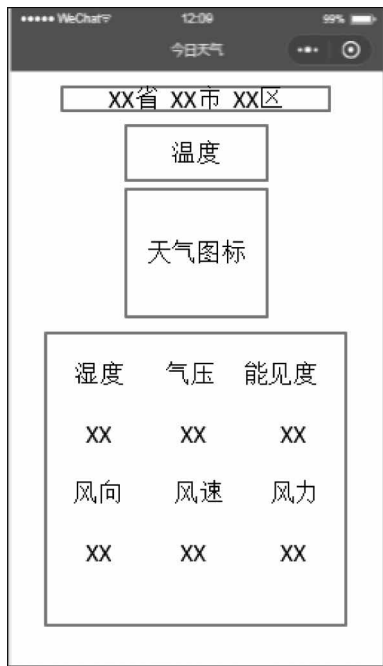 ●●●●● WeChat 12:09 99%
今日天气
XX省 XX市 XX区
温度
天气图标
湿度 气压 能见度
XX XX XX
风向 风速 风力
XX XX XX